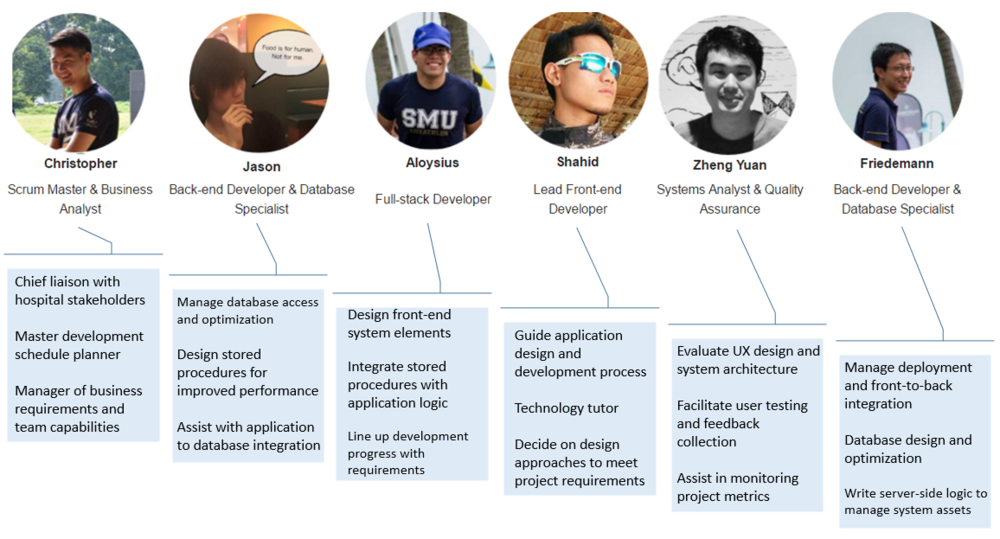 Food is for human.
Not for me.
SMU
Christopher
Scrum Master & Business
Analyst
Chief liaison with
hospital stakeholders
Master development
schedule planner
Manager of business
requirements and
team capabilities
Jason
Back-end Developer & Database
Specialist
Manage database access
and optimization
Design stored
procedures for
improved performance
Assist with application
to database integration
Aloysius
Full-stack Developer
Design front-end
system elements
Integrate stored
procedures with
application logic
Line up development
progress with
requirements
Shahid
Lead Front-end
Developer
Guide application
design and
development process
Technology tutor
Decide on design
approaches to meet
project requirements
Zheng Yuan
Systems Analyst & Quality
Assurance
Evaluate UX design and
system architecture
Facilitate user testing
and feedback
collection
Assist in monitoring
project metrics
Friedemann
Back-end Developer &
Database Specialist
Manage deployment
and front-to-back
integration
Database design and
optimization
Write server-side logic to
manage system assets